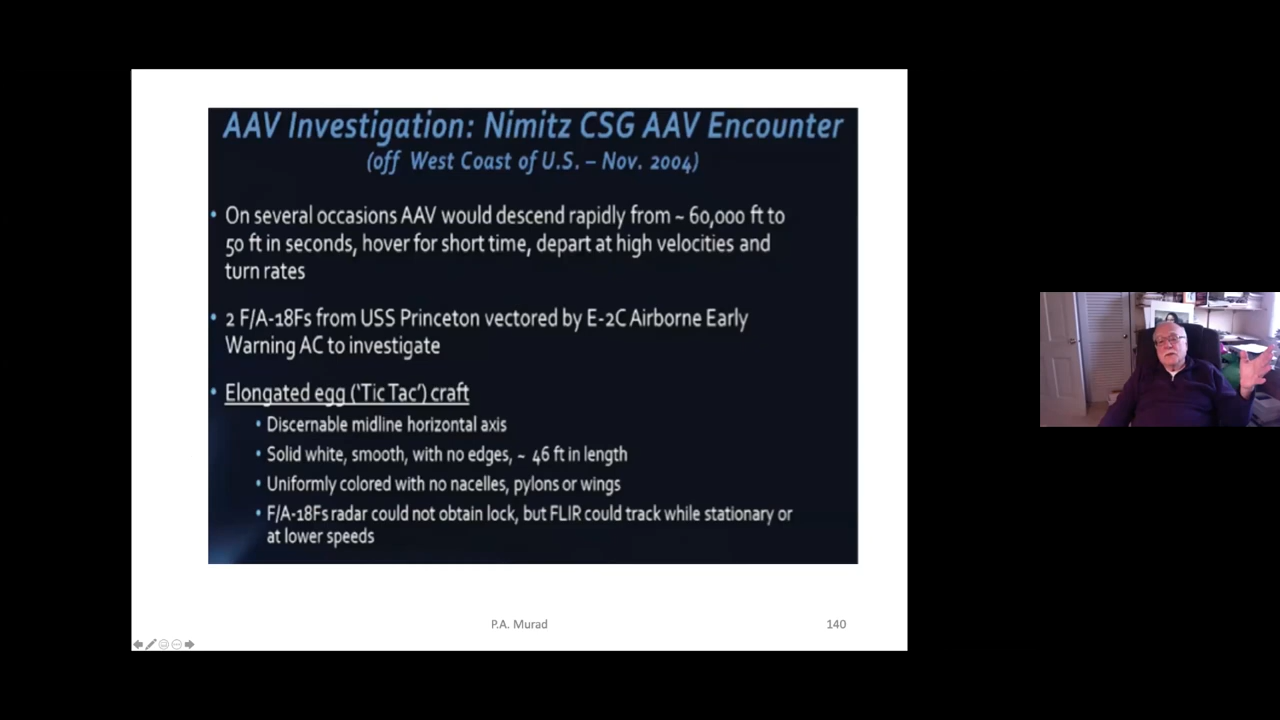 AAV Investigation: Nimitz CSG AAV Encounter
(off West Coast of U.S. – Nov. 2004)
• On several occasions AAV would descend rapidly from ~ 60,000 ft to
50 ft in seconds, hover for short time, depart at high velocities and
turn rates
• 2 F/A-18Fs from USS Princeton vectored by E-2C Airborne Early
Warning AC to investigate
• Elongated egg ('Tic Tac') craft
• Discernable midline horizontal axis
• Solid white, smooth, with no edges, ~ 46 ft in length
• Uniformly colored with no nacelles, pylons or wings
• F/A-18Fs radar could not obtain lock, but FLIR could track while stationary or
at lower speeds
P.A. Murad
140